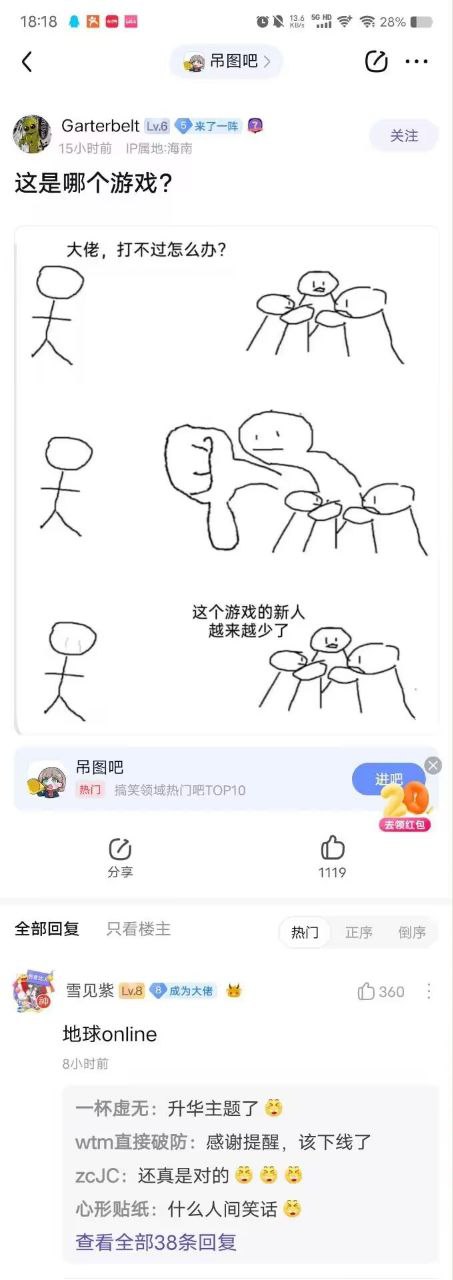 18:18
13.6 KB/s
5G HD
28%
吊图吧
Garterbelt Lv.6 5 来了一阵 7
15小时前 IP属地:海南
关注
这是哪个游戏?
大佬，打不过怎么办?
这个游戏的新人
越来越少了
吊图吧
热门 搞笑领域热门吧TOP10
进吧
20
去领红包
分享
1119
全部回复 只看楼主
热门 正序 倒序
雪见紫 Lv.8 8 成为大佬
360
地球online
8小时前
一杯虚无：升华主题了
wtm直接破防：感谢提醒，该下线了
zcJC：还真是对的
心形贴纸：什么人间笑话
查看全部38条回复